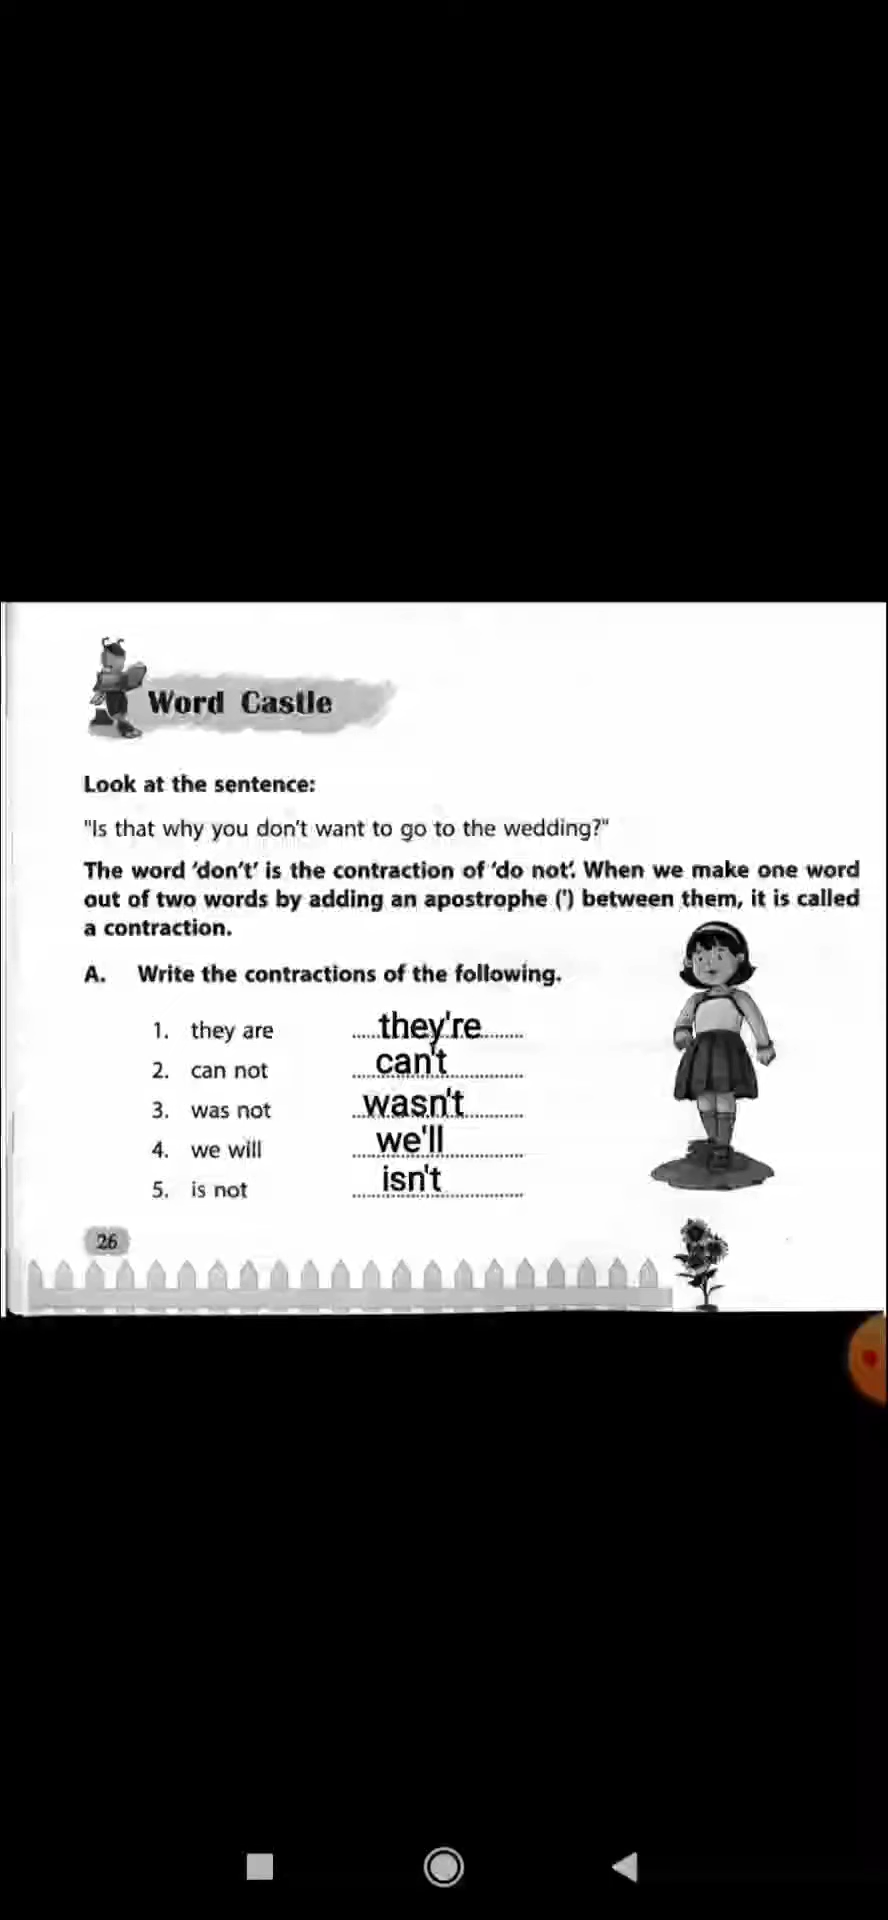 Word Castle
Look at the sentence:
"Is that why you don't want to go to the wedding?"
The word 'don't' is the contraction of 'do not'. When we make one word
out of two words by adding an apostrophe (') between them, it is called
a contraction.
A. Write the contractions of the following.
1. they are ......they're.......
2. can not ......can't.......
3. was not ......wasn't.......
4. we will ......we'll.......
5. is not ......isn't.......
26